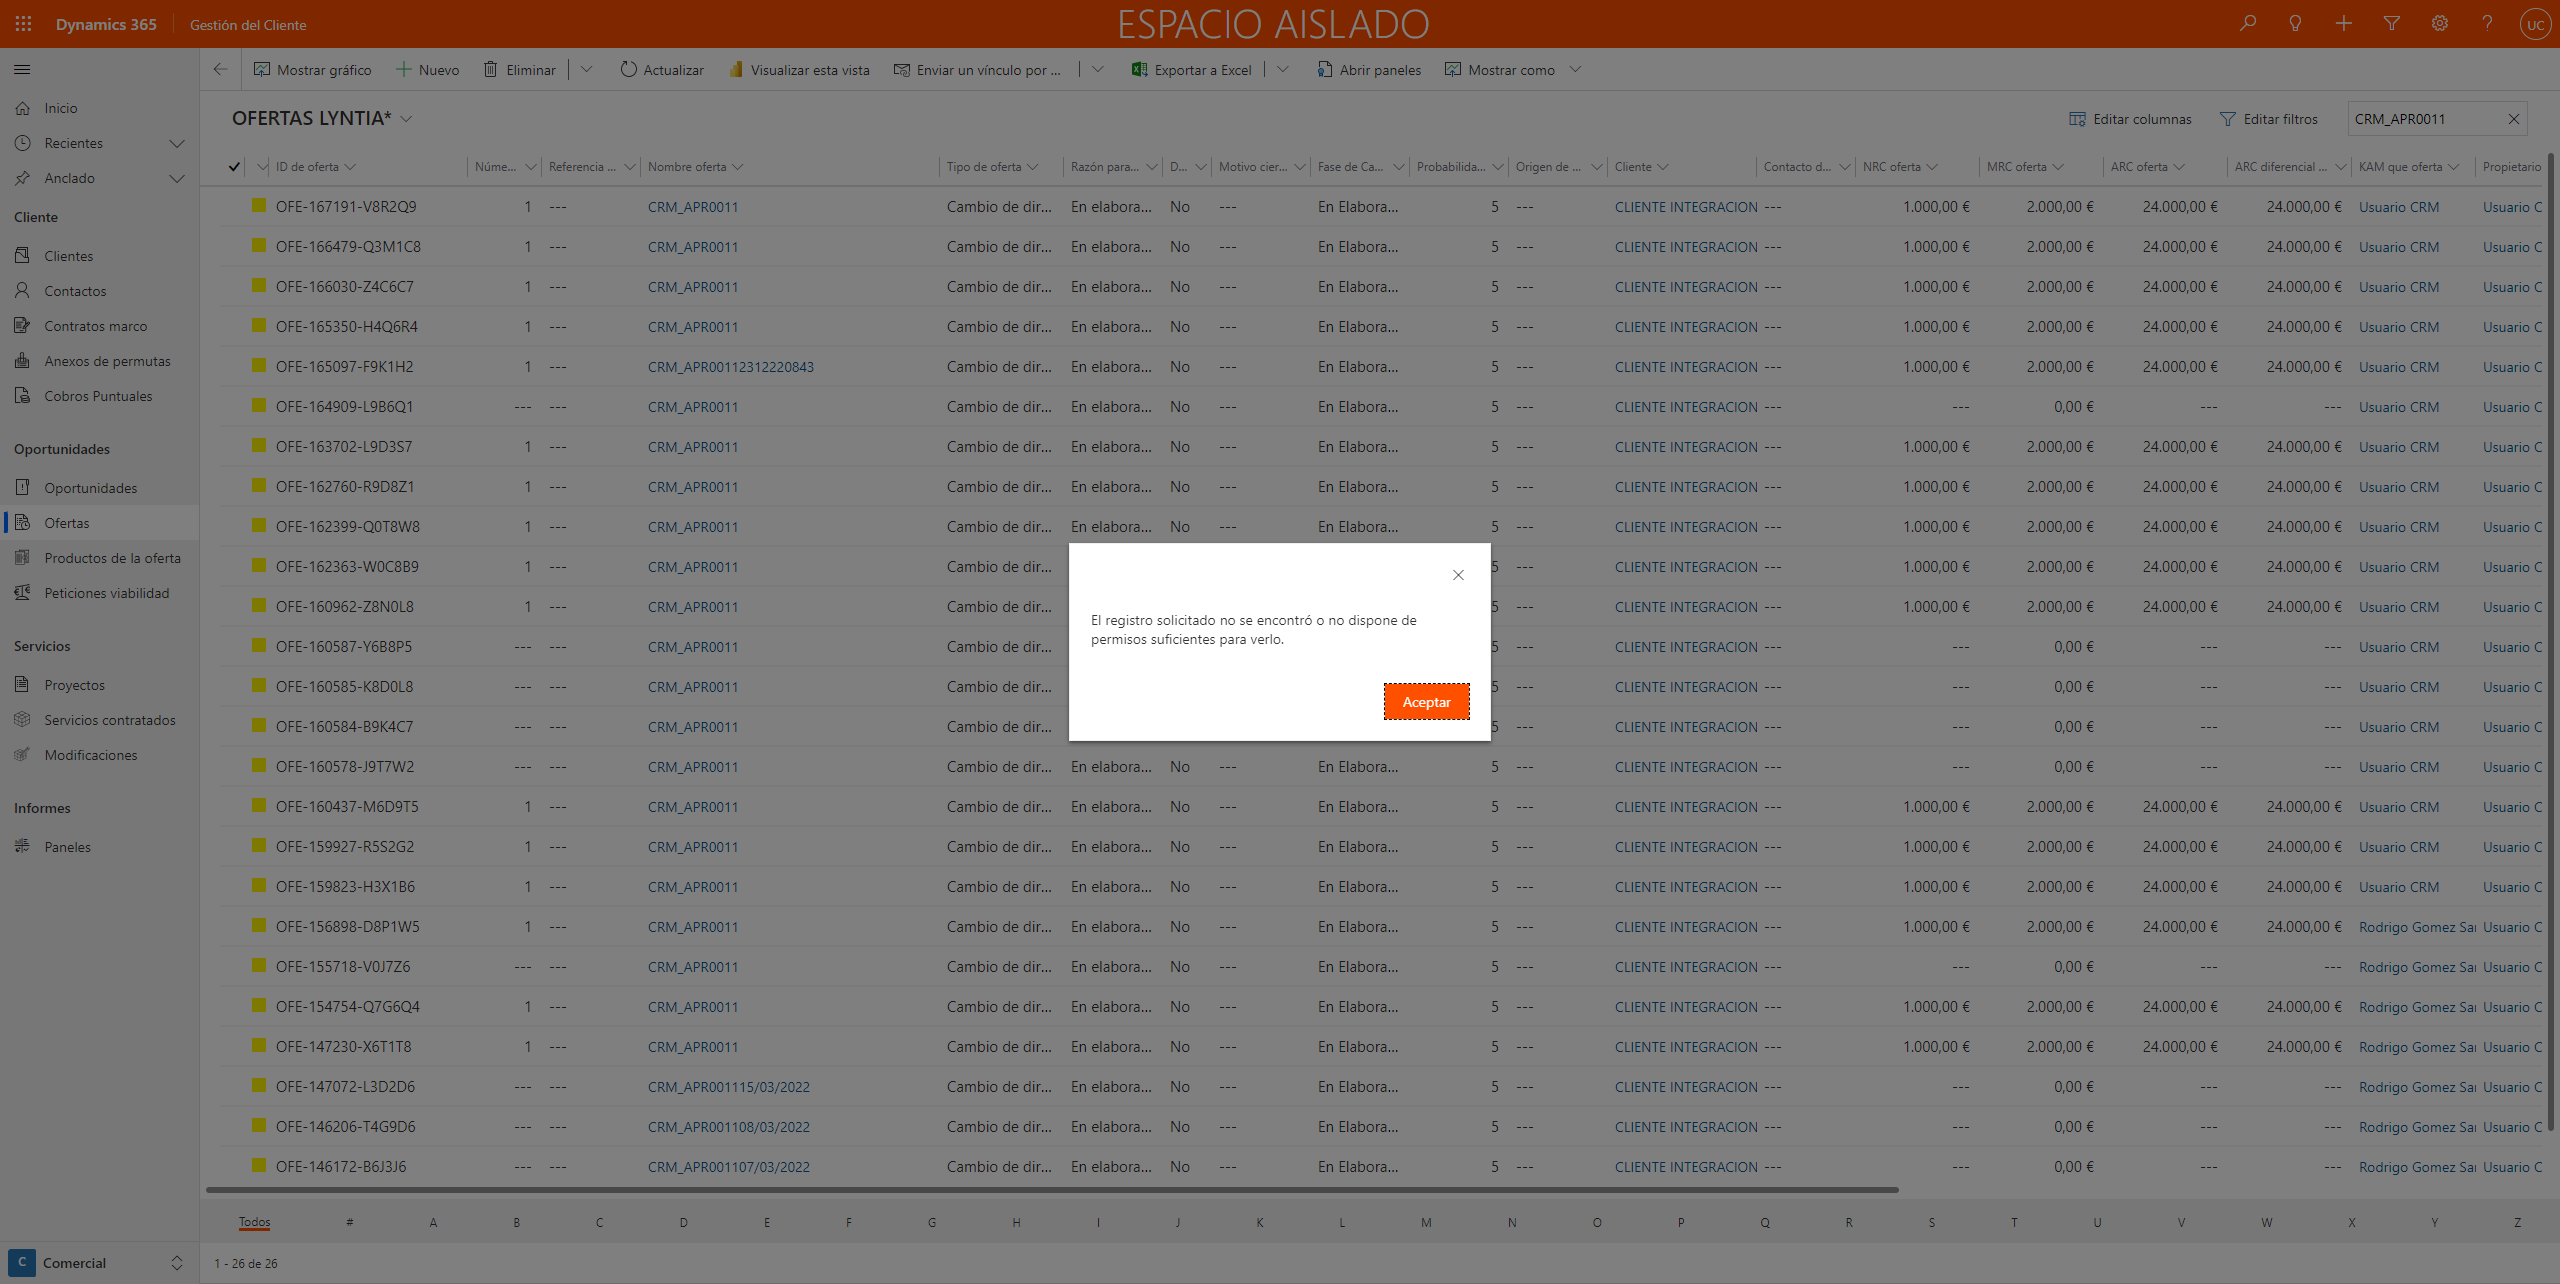 Dynamics 365 Gestión del Cliente ESPACIO AISLADO UC
Mostrar gráfico Nuevo Eliminar Actualizar Visualizar esta vista Enviar un vínculo por ... Exportar a Excel Abrir paneles Mostrar como
Inicio
Recientes
Anclado
Cliente
Clientes
Contactos
Contratos marco
Anexos de permutas
Cobros Puntuales
Oportunidades
Oportunidades
Ofertas
Productos de la oferta
Peticiones viabilidad
Servicios
Proyectos
Servicios contratados
Modificaciones
Informes
Paneles
C Comercial
OFERTAS LYNTIA* Editar columnas Editar filtros CRM_APR0011
ID de oferta Núme... Referencia ... Nombre oferta Tipo de oferta Razón para... D... Motivo cier... Fase de Ca... Probabilida... Origen de ... Cliente Contacto d... NRC oferta MRC oferta ARC oferta ARC diferencial ... KAM que oferta Propietario
OFE-167191-V8R2Q9 1 --- CRM_APR0011 Cambio de dir... En elabora... No --- En Elabora... 5 --- CLIENTE INTEGRACION --- 1.000,00 € 2.000,00 € 24.000,00 € 24.000,00 € Usuario CRM Usuario C
OFE-166479-Q3M1C8 1 --- CRM_APR0011 Cambio de dir... En elabora... No --- En Elabora... 5 --- CLIENTE INTEGRACION --- 1.000,00 € 2.000,00 € 24.000,00 € 24.000,00 € Usuario CRM Usuario C
OFE-166030-Z4C6C7 1 --- CRM_APR0011 Cambio de dir... En elabora... No --- En Elabora... 5 --- CLIENTE INTEGRACION --- 1.000,00 € 2.000,00 € 24.000,00 € 24.000,00 € Usuario CRM Usuario C
OFE-165350-H4Q6R4 1 --- CRM_APR0011 Cambio de dir... En elabora... No --- En Elabora... 5 --- CLIENTE INTEGRACION --- 1.000,00 € 2.000,00 € 24.000,00 € 24.000,00 € Usuario CRM Usuario C
OFE-165097-F9K1H2 1 --- CRM_APR00112312220843 Cambio de dir... En elabora... No --- En Elabora... 5 --- CLIENTE INTEGRACION --- 1.000,00 € 2.000,00 € 24.000,00 € 24.000,00 € Usuario CRM Usuario C
OFE-164909-L9B6Q1 --- --- CRM_APR0011 Cambio de dir... En elabora... No --- En Elabora... 5 --- CLIENTE INTEGRACION --- --- 0,00 € --- --- Usuario CRM Usuario C
OFE-163702-L9D3S7 1 --- CRM_APR0011 Cambio de dir... En elabora... No --- En Elabora... 5 --- CLIENTE INTEGRACION --- 1.000,00 € 2.000,00 € 24.000,00 € 24.000,00 € Usuario CRM Usuario C
OFE-162760-R9D8Z1 1 --- CRM_APR0011 Cambio de dir... En elabora... No --- En Elabora... 5 --- CLIENTE INTEGRACION --- 1.000,00 € 2.000,00 € 24.000,00 € 24.000,00 € Usuario CRM Usuario C
OFE-162399-Q0T8W8 1 --- CRM_APR0011 Cambio de dir... En elabora... No --- En Elabora... 5 --- CLIENTE INTEGRACION --- 1.000,00 € 2.000,00 € 24.000,00 € 24.000,00 € Usuario CRM Usuario C
OFE-162363-W0C8B9 1 --- CRM_APR0011 Cambio de dir... 5 --- CLIENTE INTEGRACION --- 1.000,00 € 2.000,00 € 24.000,00 € 24.000,00 € Usuario CRM Usuario C
OFE-160962-Z8N0L8 1 --- CRM_APR0011 Cambio de dir... 5 --- CLIENTE INTEGRACION --- 1.000,00 € 2.000,00 € 24.000,00 € 24.000,00 € Usuario CRM Usuario C
OFE-160587-Y6B8P5 --- --- CRM_APR0011 Cambio de dir... 5 --- CLIENTE INTEGRACION --- --- 0,00 € --- --- Usuario CRM Usuario C
OFE-160585-K8D0L8 --- --- CRM_APR0011 Cambio de dir... 5 --- CLIENTE INTEGRACION --- --- 0,00 € --- --- Usuario CRM Usuario C
OFE-160584-B9K4C7 --- --- CRM_APR0011 Cambio de dir... 5 --- CLIENTE INTEGRACION --- --- 0,00 € --- --- Usuario CRM Usuario C
OFE-160578-J9T7W2 --- --- CRM_APR0011 Cambio de dir... En elabora... No --- En Elabora... 5 --- CLIENTE INTEGRACION --- --- 0,00 € --- --- Usuario CRM Usuario C
OFE-160437-M6D9T5 1 --- CRM_APR0011 Cambio de dir... En elabora... No --- En Elabora... 5 --- CLIENTE INTEGRACION --- 1.000,00 € 2.000,00 € 24.000,00 € 24.000,00 € Usuario CRM Usuario C
OFE-159927-R5S2G2 1 --- CRM_APR0011 Cambio de dir... En elabora... No --- En Elabora... 5 --- CLIENTE INTEGRACION --- 1.000,00 € 2.000,00 € 24.000,00 € 24.000,00 € Usuario CRM Usuario C
OFE-159823-H3X1B6 1 --- CRM_APR0011 Cambio de dir... En elabora... No --- En Elabora... 5 --- CLIENTE INTEGRACION --- 1.000,00 € 2.000,00 € 24.000,00 € 24.000,00 € Usuario CRM Usuario C
OFE-156898-D8P1W5 1 --- CRM_APR0011 Cambio de dir... En elabora... No --- En Elabora... 5 --- CLIENTE INTEGRACION --- 1.000,00 € 2.000,00 € 24.000,00 € 24.000,00 € Rodrigo Gomez Sa Usuario C
OFE-155718-V0J7Z6 --- --- CRM_APR0011 Cambio de dir... En elabora... No --- En Elabora... 5 --- CLIENTE INTEGRACION --- --- 0,00 € --- --- Rodrigo Gomez Sa Usuario C
OFE-154754-Q7G6Q4 1 --- CRM_APR0011 Cambio de dir... En elabora... No --- En Elabora... 5 --- CLIENTE INTEGRACION --- 1.000,00 € 2.000,00 € 24.000,00 € 24.000,00 € Rodrigo Gomez Sa Usuario C
OFE-147230-X6T1T8 1 --- CRM_APR0011 Cambio de dir... En elabora... No --- En Elabora... 5 --- CLIENTE INTEGRACION --- 1.000,00 € 2.000,00 € 24.000,00 € 24.000,00 € Rodrigo Gomez Sa Usuario C
OFE-147072-L3D2D6 --- --- CRM_APR001115/03/2022 Cambio de dir... En elabora... No --- En Elabora... 5 --- CLIENTE INTEGRACION --- --- 0,00 € --- --- Rodrigo Gomez Sa Usuario C
OFE-146206-T4G9D6 --- --- CRM_APR001108/03/2022 Cambio de dir... En elabora... No --- En Elabora... 5 --- CLIENTE INTEGRACION --- --- 0,00 € --- --- Rodrigo Gomez Sa Usuario C
OFE-146172-B6J3J6 --- --- CRM_APR001107/03/2022 Cambio de dir... En elabora... No --- En Elabora... 5 --- CLIENTE INTEGRACION --- --- 0,00 € --- --- Rodrigo Gomez Sa Usuario C
El registro solicitado no se encontró o no dispone de
permisos suficientes para verlo.
Aceptar
Todos # A B C D E F G H I J K L M N O P Q R S T U V W X Y Z
1 - 26 de 26